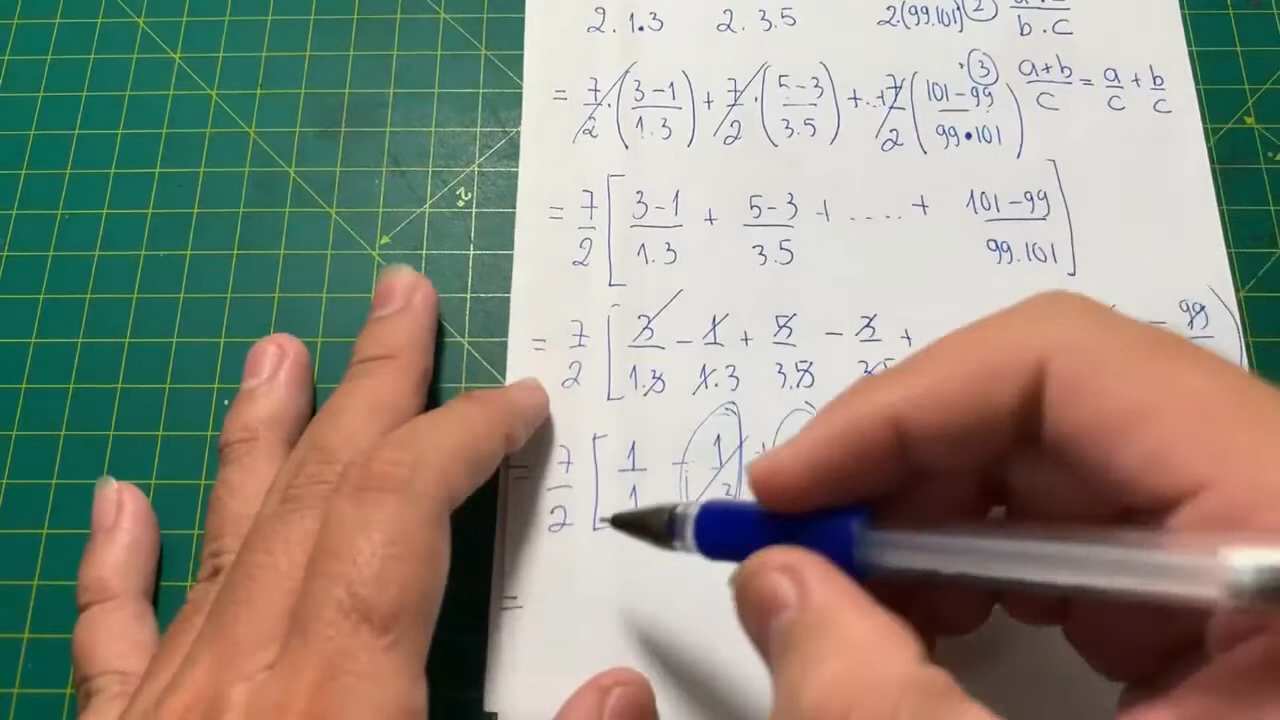 2.1.3 2.3.5 2(99.101) 2 b.c
= 7/2.(3-1/1.3) + 7/2.(5-3/3.5) +...+ 7/2(101-99/99.101) 3 a+b/c = a/c + b/c
= 7/2[3-1/1.3 + 5-3/3.5 + .... + 101-99/99.101]
= 7/2[3/1.3 - 1/1.3 + 5/3.5 - 3/3.5 + - 99
= 7/2[1/1 - 1/3 +
=